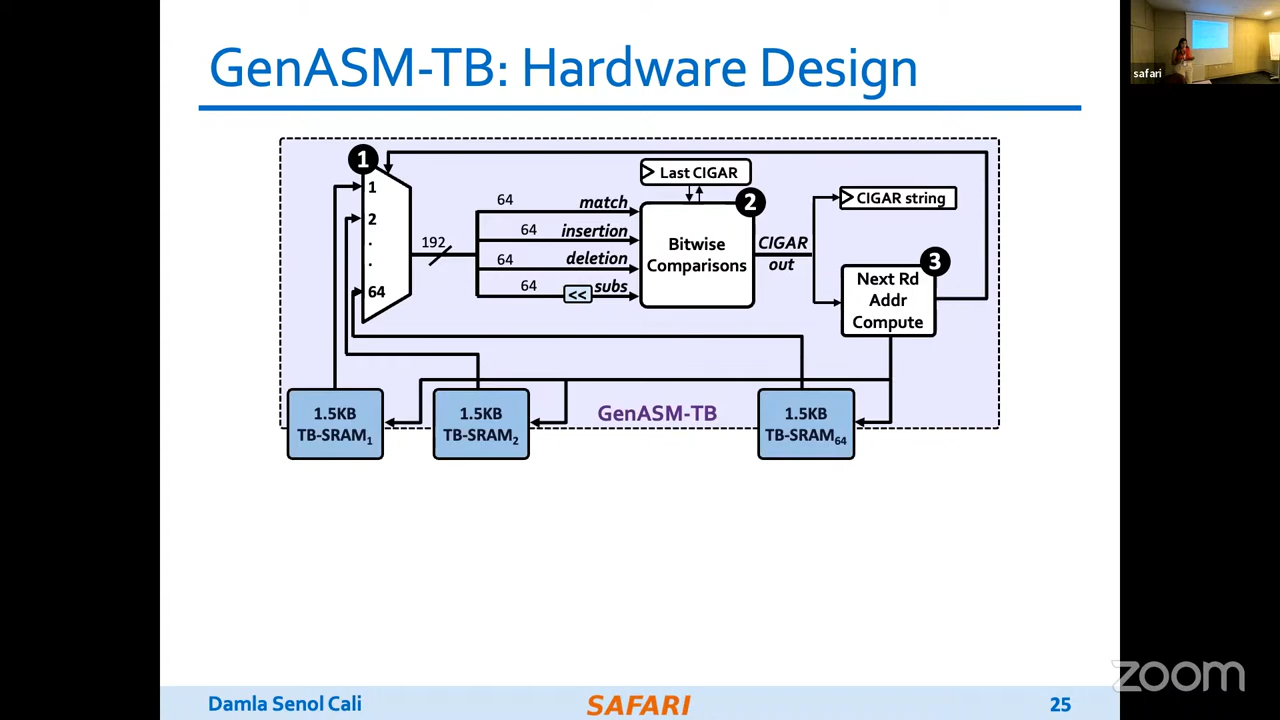 GenASM-TB: Hardware Design
safari
1
1
2
.
.
64
192
64
match
64
insertion
64
deletion
64
<<
subs
Last CIGAR
2
Bitwise
Comparisons
CIGAR
out
CIGAR string
3
Next Rd
Addr
Compute
1.5KB
TB-SRAM1
1.5KB
TB-SRAM2
GenASM-TB
1.5KB
TB-SRAM64
Damla Senol Cali
SAFARI
25
zoom